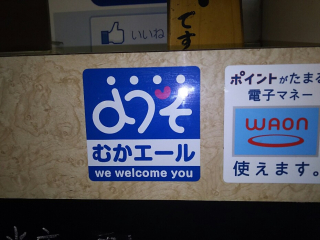 いいね
です
ようこそ
むかエール
we welcome you
ポイントがたまる
電子マネー
WAON
使えます。